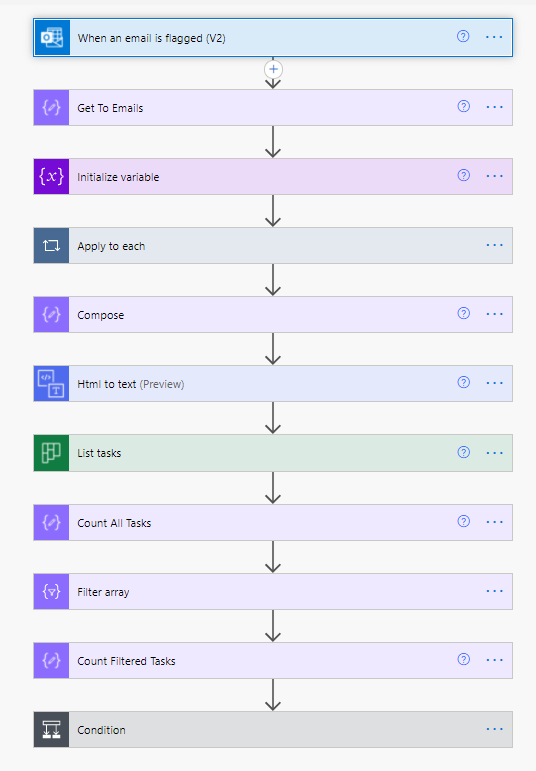 When an email is flagged (V2)
Get To Emails
{x} Initialize variable
Apply to each
Compose
Html to text (Preview)
List tasks
Count All Tasks
Filter array
Count Filtered Tasks
Condition